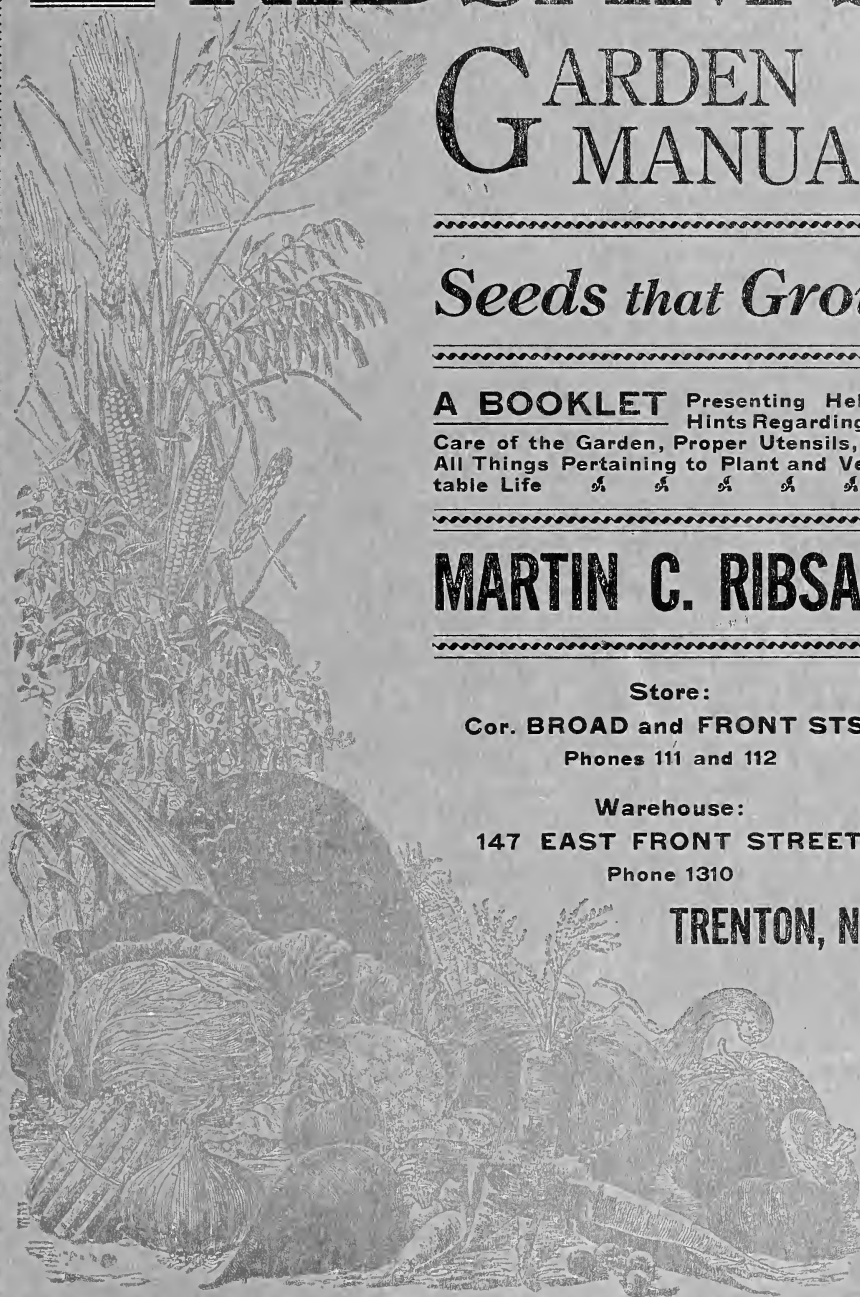 GARDEN
MANUA
Seeds that Grow
A BOOKLET Presenting Hel
Hints Regarding
Care of the Garden, Proper Utensils,
All Things Pertaining to Plant and Ve
table Life
MARTIN C. RIBSA
Store:
Cor. BROAD and FRONT STS
Phones 111 and 112
Warehouse:
147 EAST FRONT STREET
Phone 1310
TRENTON, N